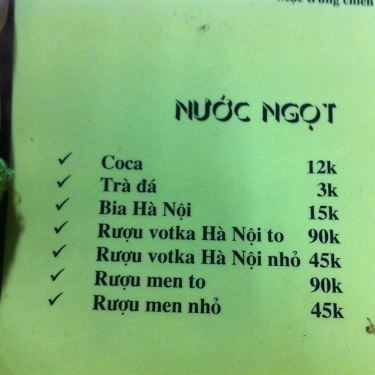 NƯỚC NGỌT
Coca 12k
Trà đá 3k
Bia Hà Nội 15k
Rượu votka Hà Nội to 90k
Rượu votka Hà Nội nhỏ 45k
Rượu men to 90k
Rượu men nhỏ 45k